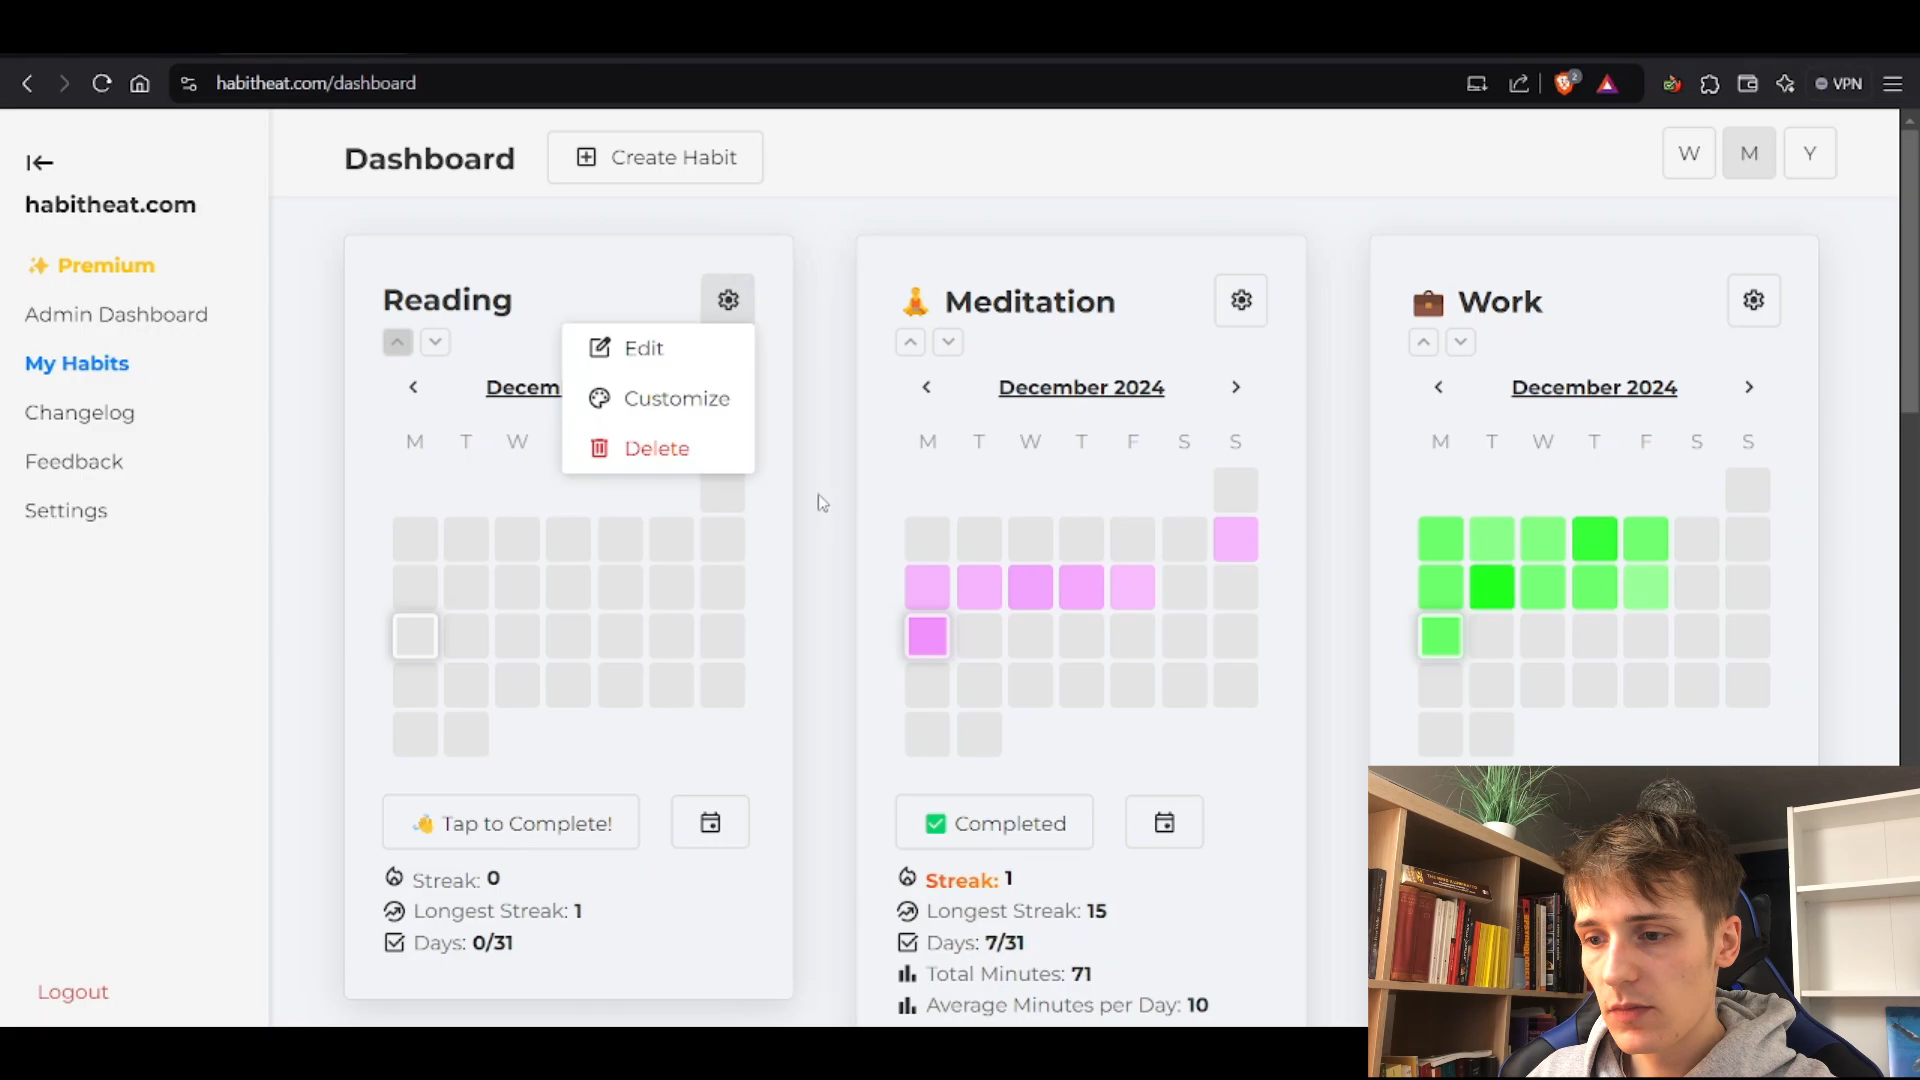 habitheat.com/dashboard
2
VPN
habitheat.com
Premium
Admin Dashboard
My Habits
Changelog
Feedback
Settings
Logout
Dashboard
Create Habit
W M Y
Reading
Edit
Customize
Delete
Decem
M T W
Tap to Complete!
Streak: 0
Longest Streak: 1
Days: 0/31
Meditation
December 2024
M T W T F S S
Completed
Streak: 1
Longest Streak: 15
Days: 7/31
Total Minutes: 71
Average Minutes per Day: 10
Work
December 2024
M T W T F S S